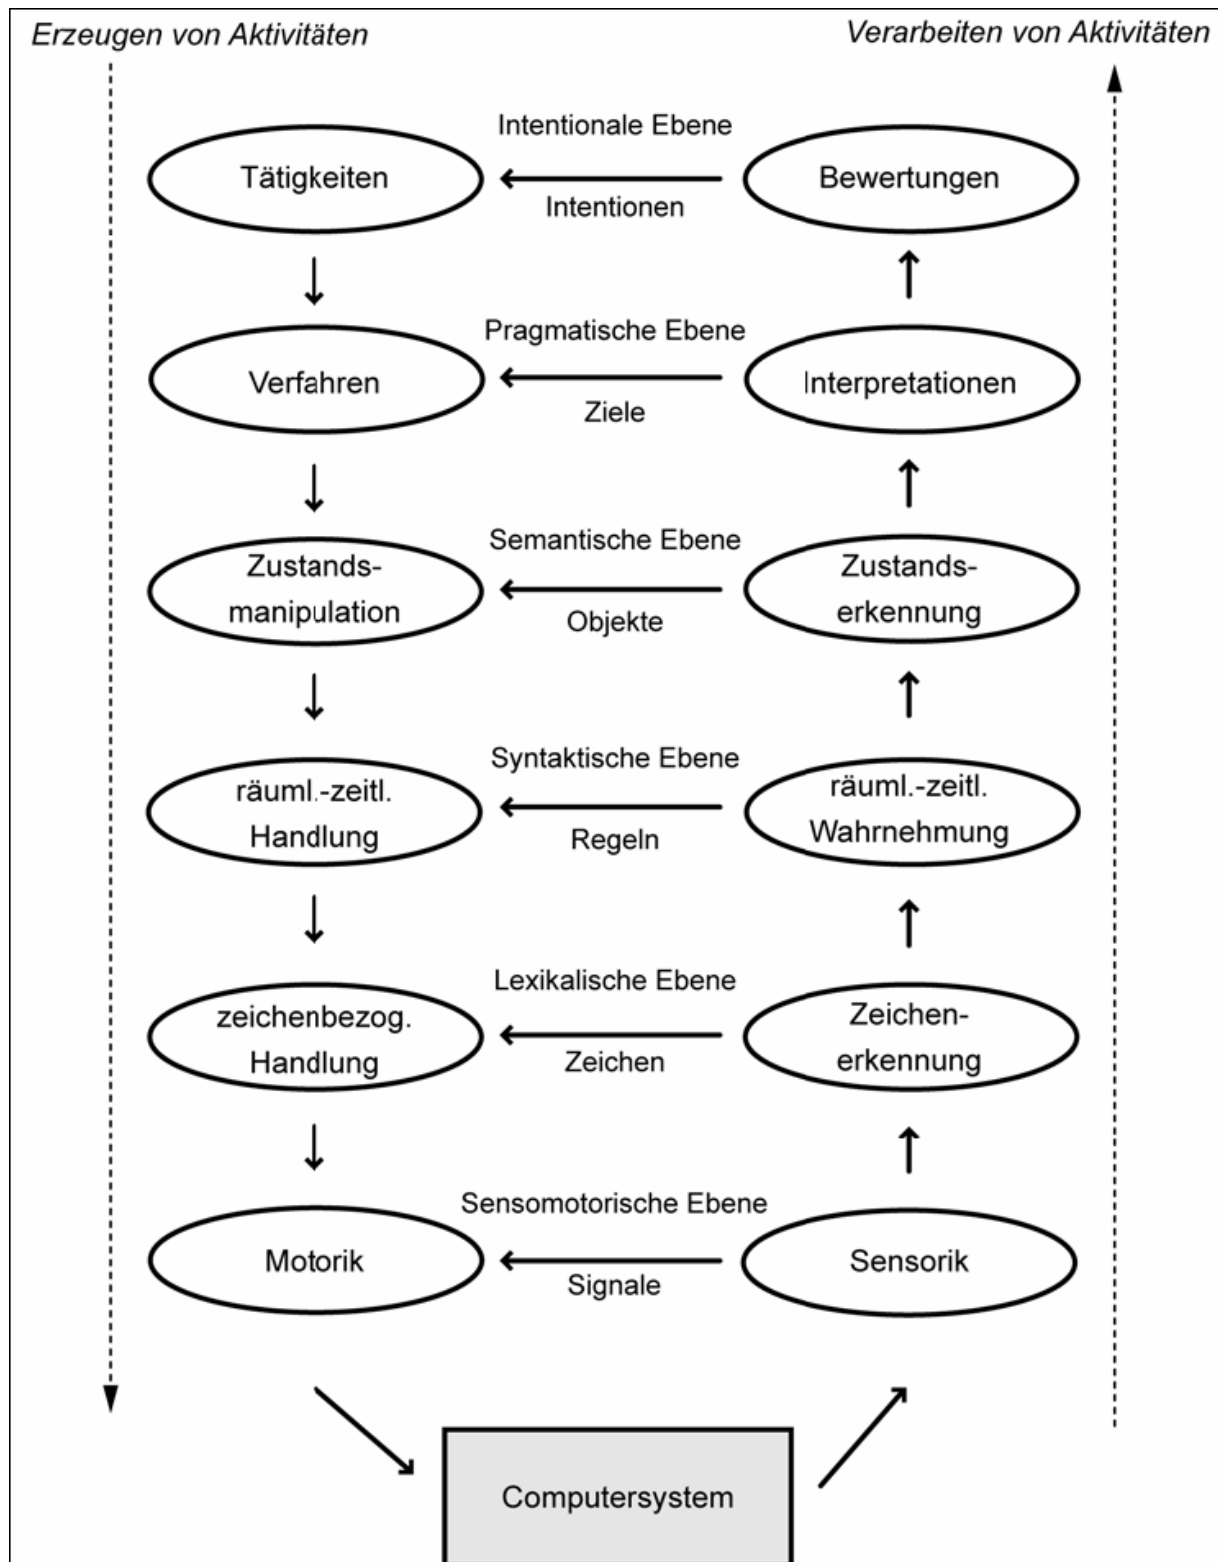 Erzeugen von Aktivitäten
Verarbeiten von Aktivitäten
Intentionale Ebene
Tätigkeiten
Bewertungen
Intentionen
Pragmatische Ebene
Verfahren
Interpretationen
Ziele
Semantische Ebene
Zustands-
manipulation
Zustands-
erkennung
Objekte
Syntaktische Ebene
räuml.-zeitl.
Handlung
räuml.-zeitl.
Wahrnehmung
Regeln
Lexikalische Ebene
zeichenbezog.
Handlung
Zeichen-
erkennung
Zeichen
Sensomotorische Ebene
Motorik
Sensorik
Signale
Computersystem